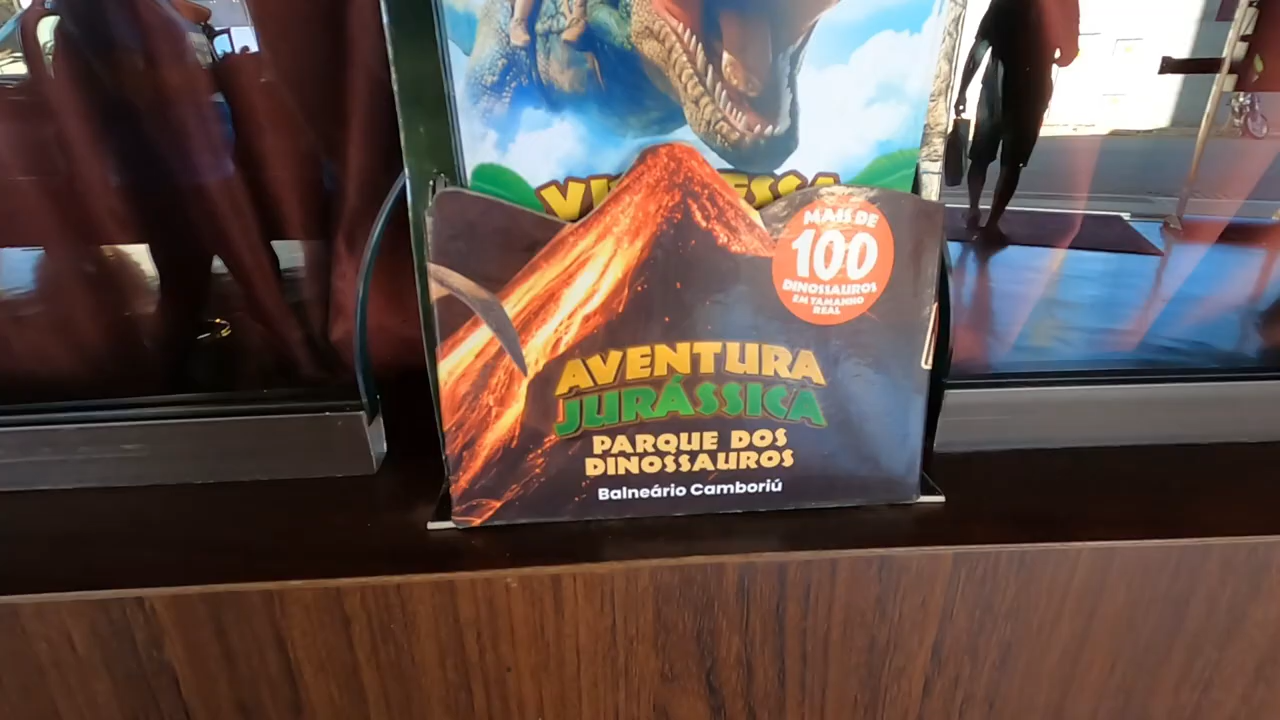 MAIS DE
100
DINOSSAUROS
EM TAMANHO
REAL
AVENTURA
JURÁSSICA
PARQUE DOS
DINOSSAUROS
Balneário Camboriú